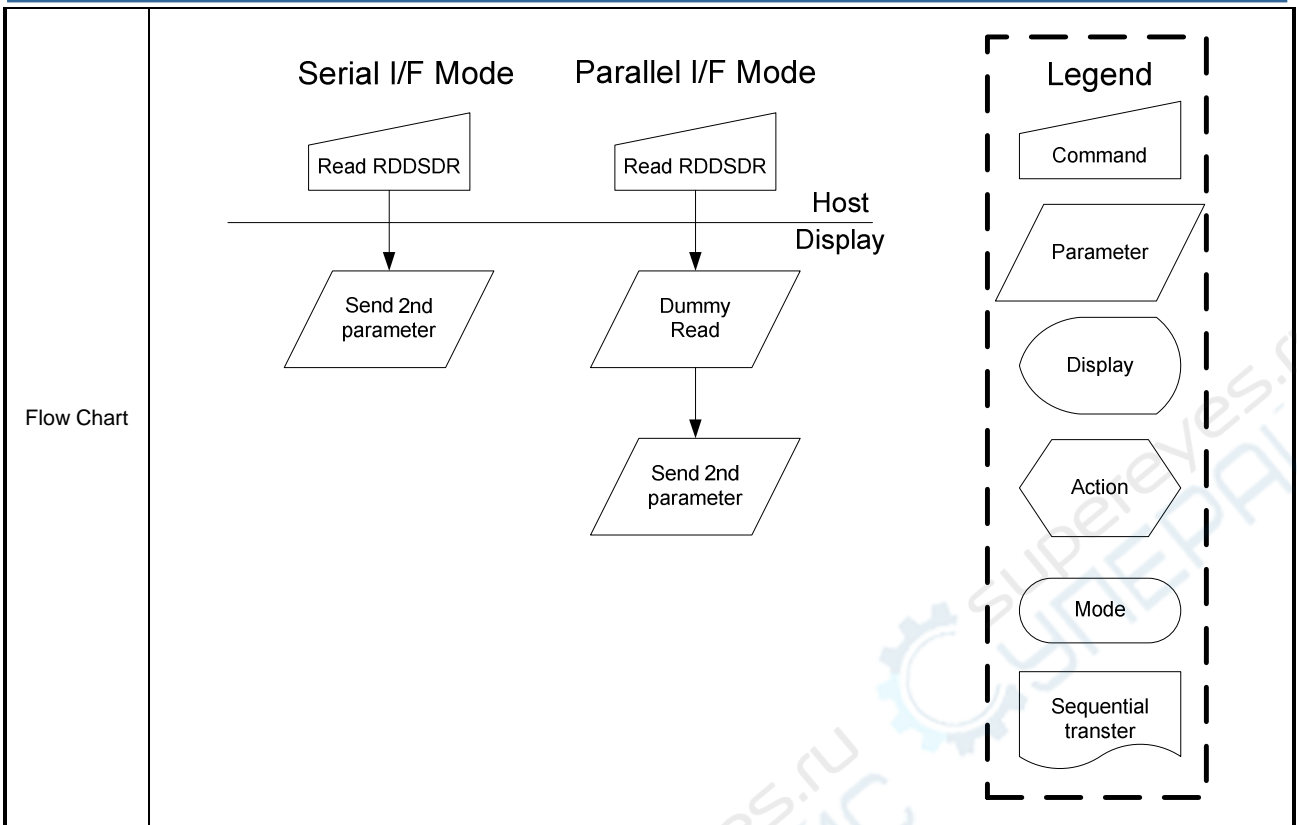 Flow Chart
Serial I/F Mode
Parallel I/F Mode
Read RDDSDR
Read RDDSDR
Host
Display
Send 2nd
parameter
Dummy
Read
Send 2nd
parameter
Legend
Command
Parameter
Display
Action
Mode
Sequential
transter